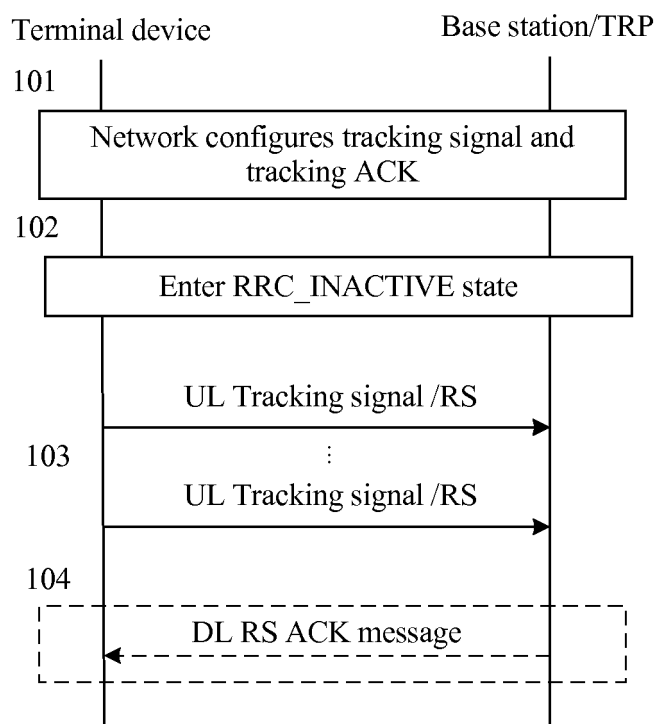 Terminal device
Base station/TRP
101
Network configures tracking signal and
tracking ACK
102
Enter RRC_INACTIVE state
UL Tracking signal /RS
103
⋮
UL Tracking signal /RS
104
DL RS ACK message